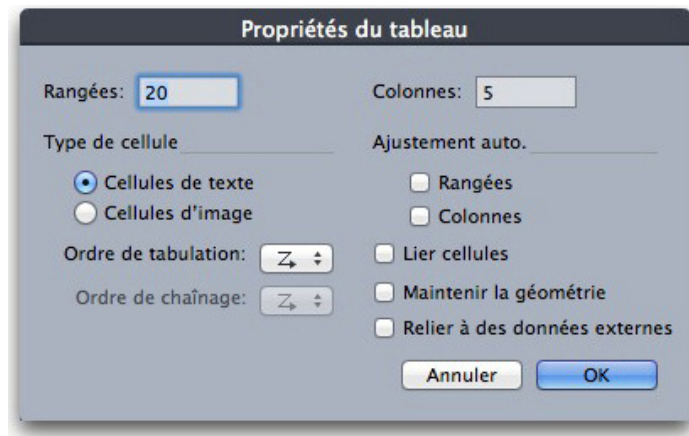 Propriétés du tableau
Rangées: 20
Colonnes: 5
Type de cellule
Ajustement auto.
Cellules de texte
Rangées
Cellules d'image
Colonnes
Ordre de tabulation:
Lier cellules
Ordre de chaînage:
Maintenir la géométrie
Relier à des données externes
Annuler
OK